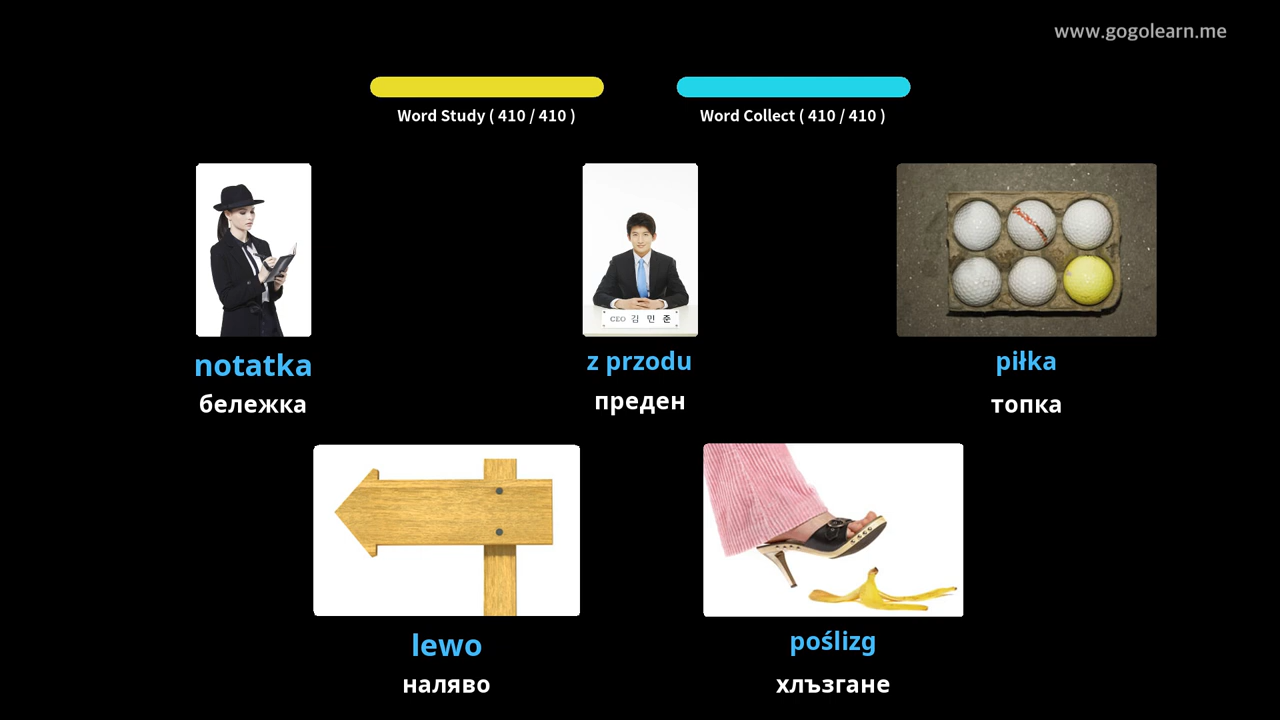 www.gogolearn.me
Word Study ( 410 / 410 )
Word Collect ( 410 / 410 )
CEO 김 민 준
notatka
бележка
z przodu
преден
piłka
топка
lewo
наляво
poślizg
хлъзгане